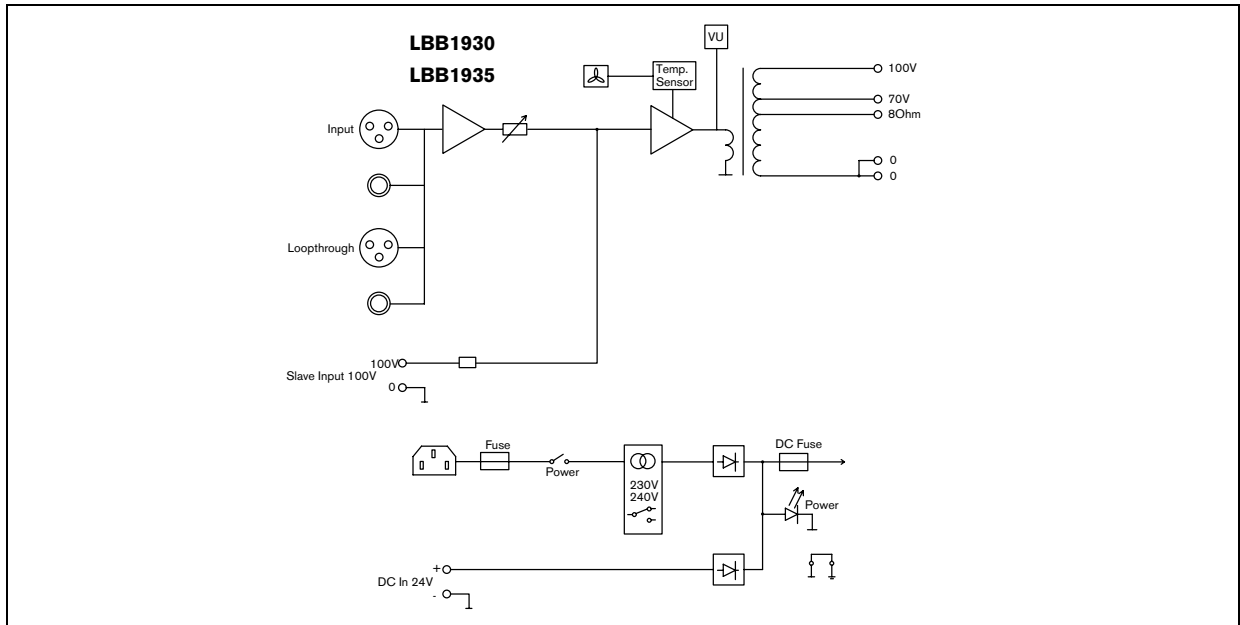 LBB1930
LBB1935
VU
Temp.
Sensor
100V
70V
8Ohm
0
0
Input
Loopthrough
100V
Slave Input 100V
0
Fuse
Power
230V
240V
DC Fuse
Power
+
DC In 24V
-